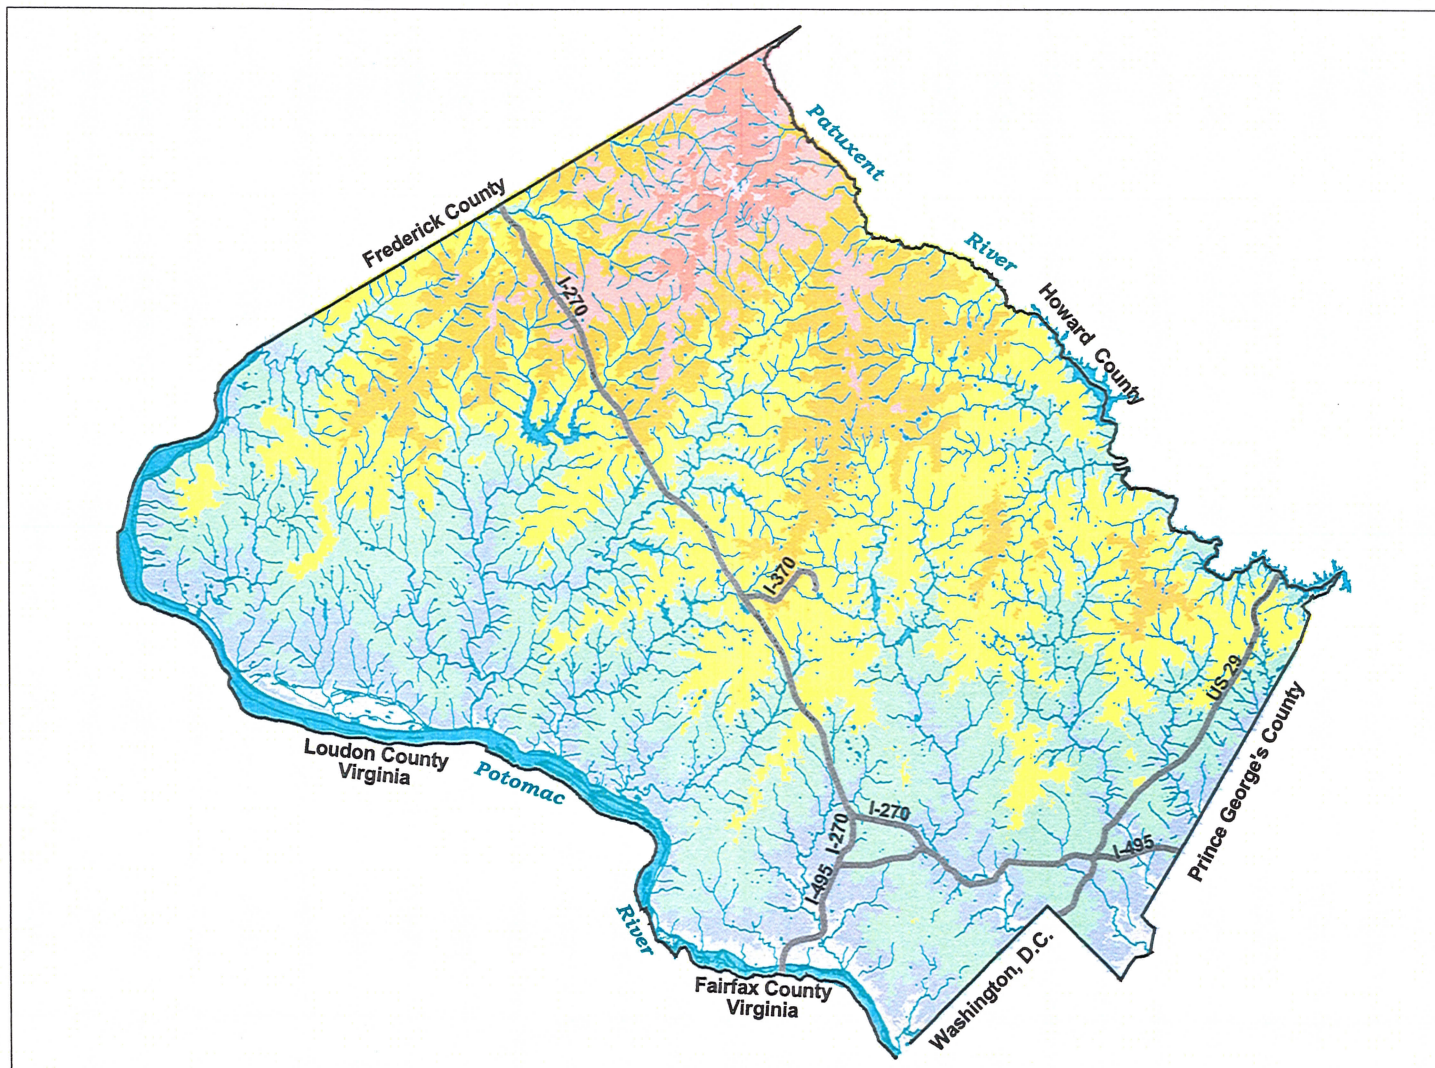 Patuxent
River
Frederick County
Howard County
I-270
I-370
US-29
Prince George's County
Loudon County
Virginia
Potomac
River
I-270
I-270
I-495
I-495
Fairfax County
Virginia
Washington, D.C.